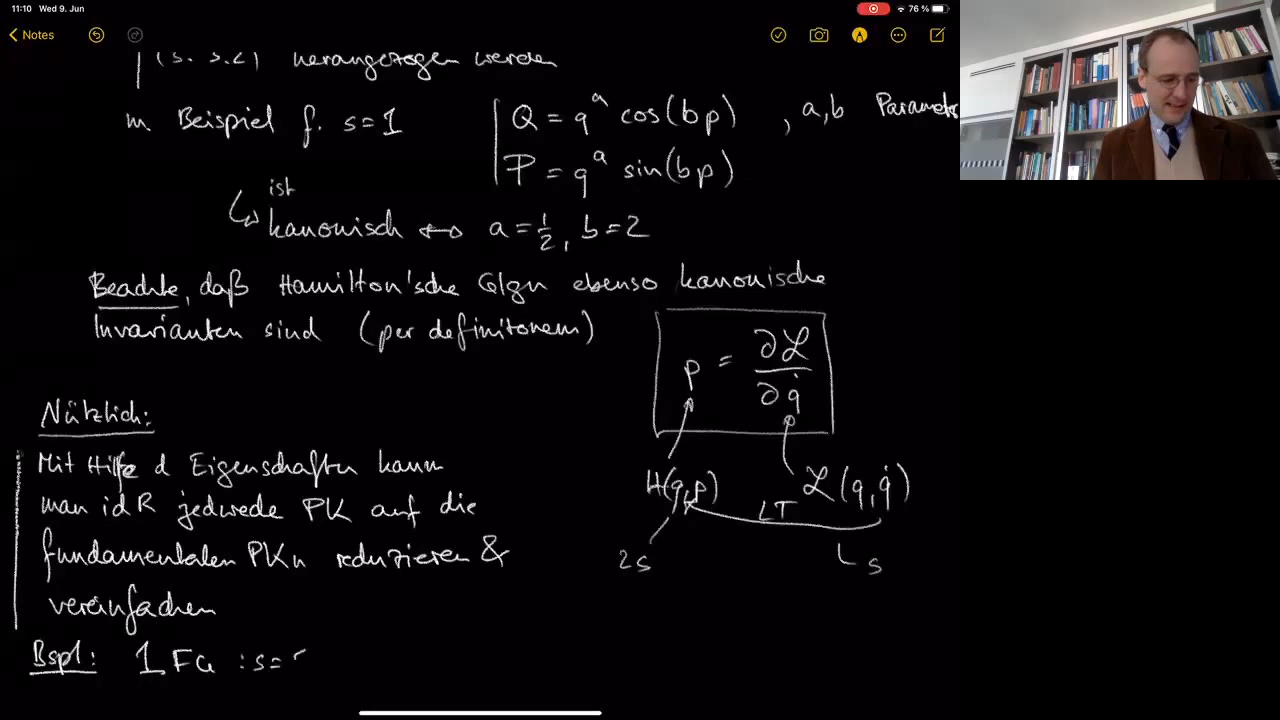 11:10 Wed 9. Jun
76 %
Notes
(s. s.2) herangezogen werden
m Beispiel f. s=1
Q = q^a cos(bp) , a,b Parameter
P = q^a sin(bp)
ist
↳ kanonisch ↔ a = 1/2, b = 2
Beachte, daß Hamilton'sche Glgn ebenso kanonische
Invarianten sind (per definitonem)
p = ∂ℒ/∂q̇
Nützlich:
Mit Hilfe d Eigenschaften kann
man idR jedwede PK auf die
fundamentalen PKn reduzieren &
vereinfachen
H(q,p) LT ℒ(q,q̇)
2s s
Bspl: 1 FG : s=